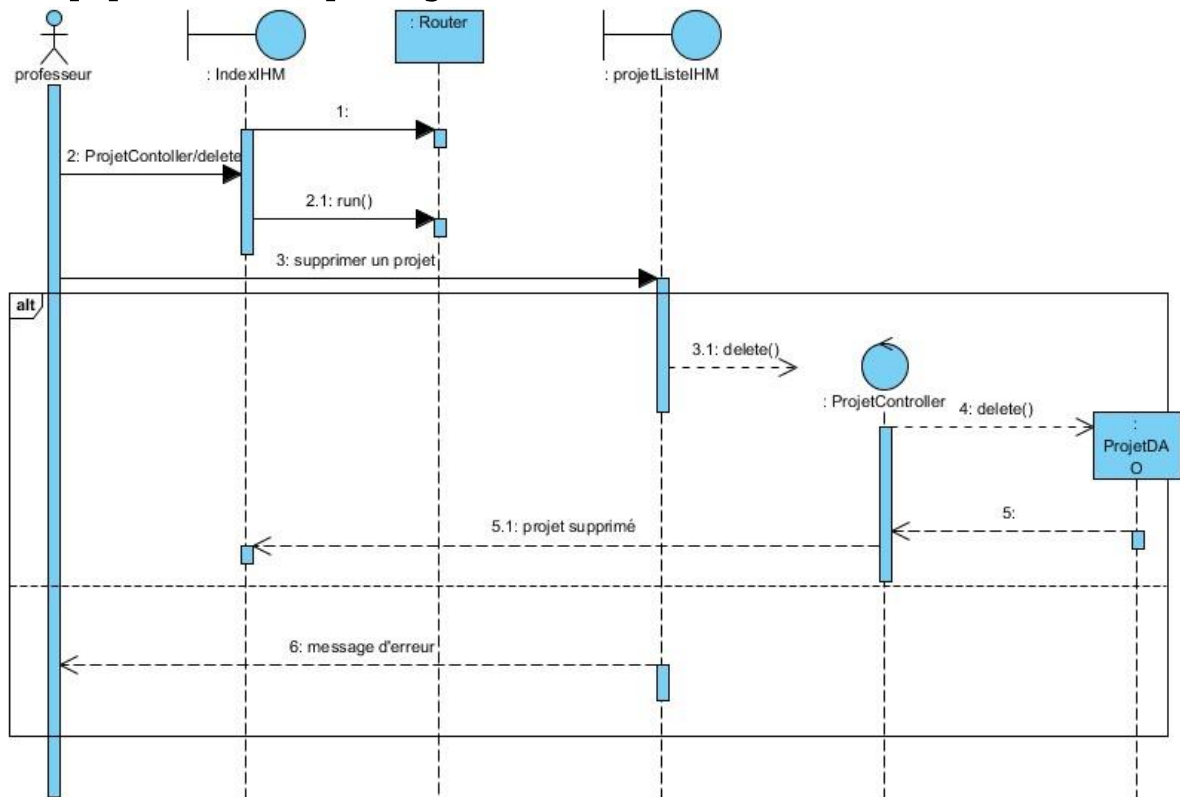 professeur
: IndexIHM
: Router
: projetListeIHM
1:
2: ProjetContoller/delete
2.1: run()
3: supprimer un projet
alt
3.1: delete()
: ProjetController
4: delete()
:
ProjetDA
O
5:
5.1: projet supprimé
6: message d'erreur